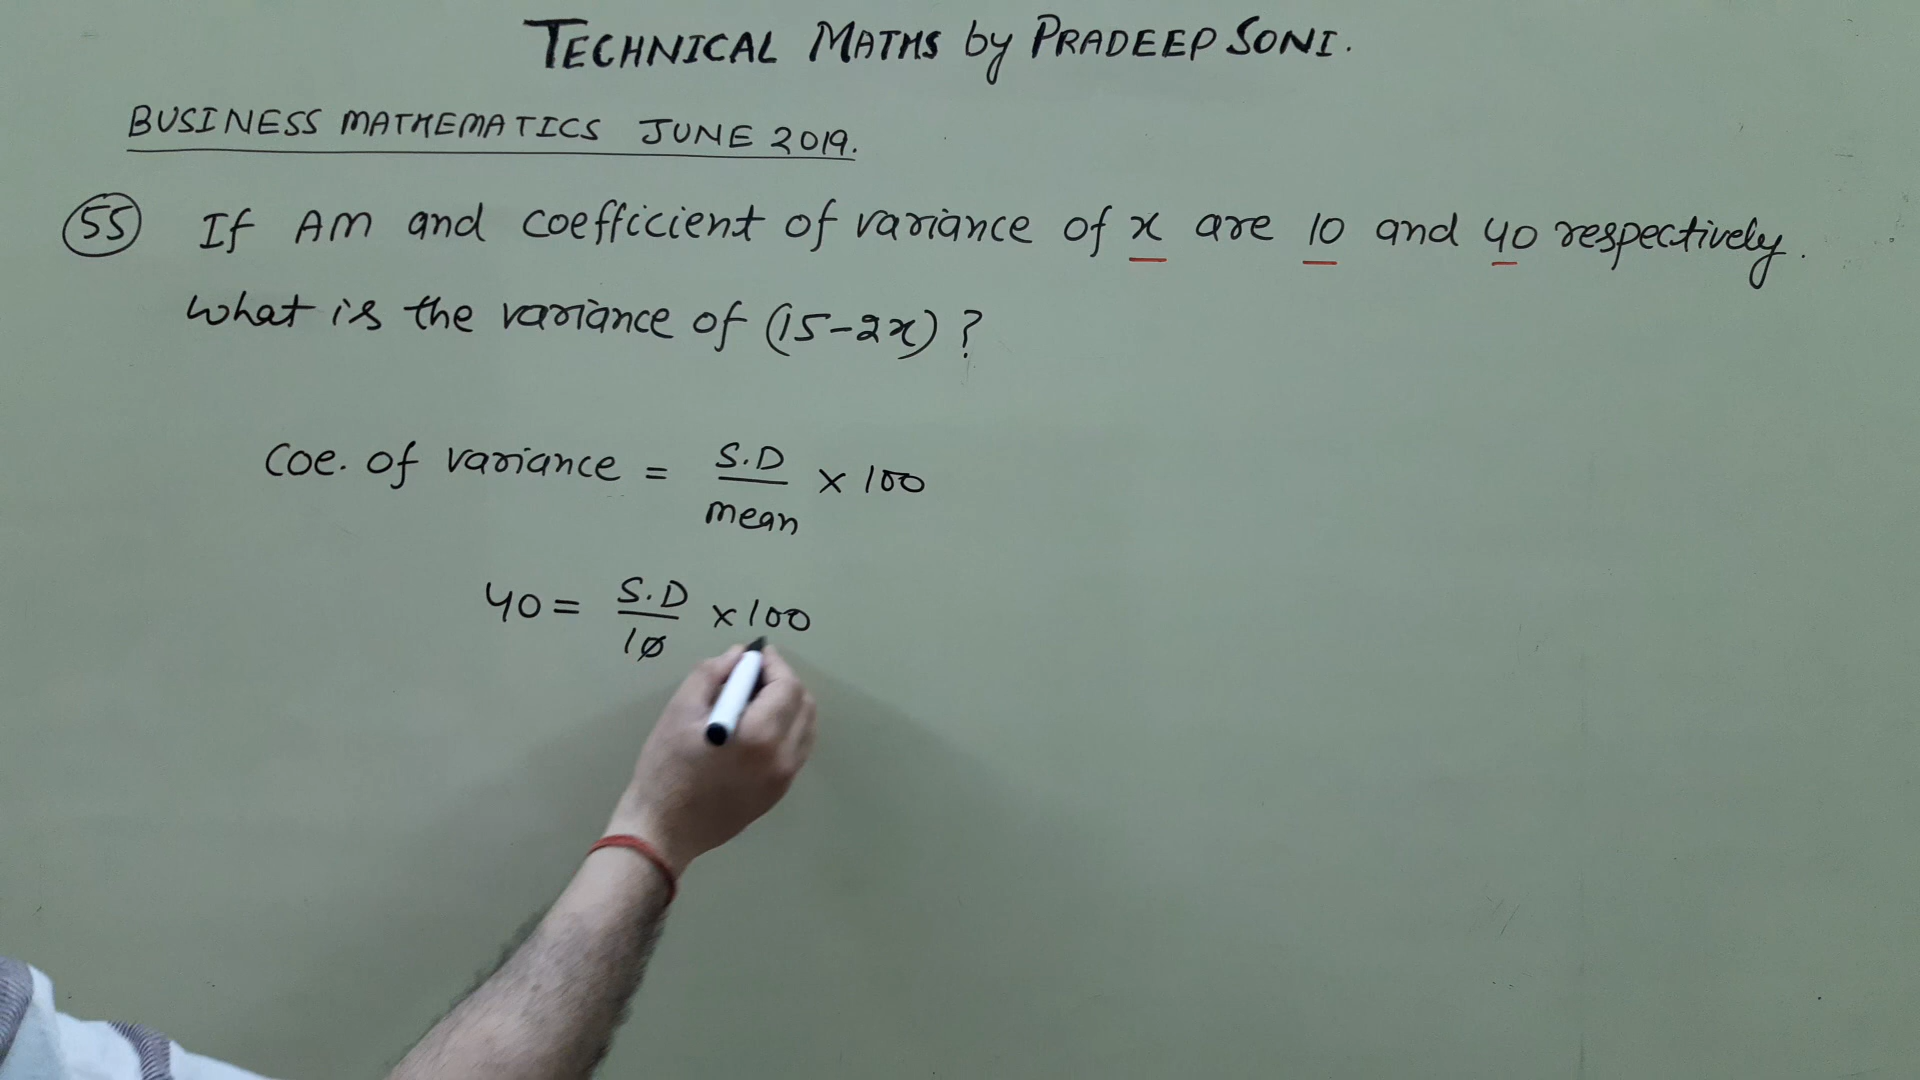 TECHNICAL MATHS by PRADEEP SONI.
BUSINESS MATHEMATICS JUNE 2019.
55 If AM and coefficient of variance of x are 10 and 40 respectively.
What is the variance of (15-2x)?
Coe. of variance = S.D/mean × 100
40 = S.D/10 × 100